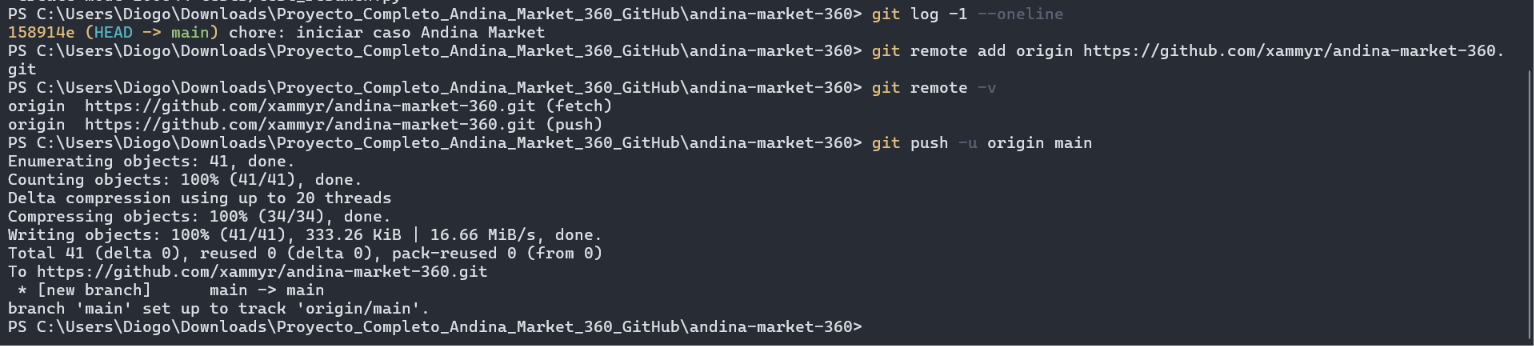 PS C:\Users\Diogo\Downloads\Proyecto_Completo_Andina_Market_360_GitHub\andina-market-360> git log -1 --oneline
158914e (HEAD -> main) chore: iniciar caso Andina Market
PS C:\Users\Diogo\Downloads\Proyecto_Completo_Andina_Market_360_GitHub\andina-market-360> git remote add origin https://github.com/xammyr/andina-market-360.
git
PS C:\Users\Diogo\Downloads\Proyecto_Completo_Andina_Market_360_GitHub\andina-market-360> git remote -v
origin  https://github.com/xammyr/andina-market-360.git (fetch)
origin  https://github.com/xammyr/andina-market-360.git (push)
PS C:\Users\Diogo\Downloads\Proyecto_Completo_Andina_Market_360_GitHub\andina-market-360> git push -u origin main
Enumerating objects: 41, done.
Counting objects: 100% (41/41), done.
Delta compression using up to 20 threads
Compressing objects: 100% (34/34), done.
Writing objects: 100% (41/41), 333.26 KiB | 16.66 MiB/s, done.
Total 41 (delta 0), reused 0 (delta 0), pack-reused 0 (from 0)
To https://github.com/xammyr/andina-market-360.git
 * [new branch]      main -> main
branch 'main' set up to track 'origin/main'.
PS C:\Users\Diogo\Downloads\Proyecto_Completo_Andina_Market_360_GitHub\andina-market-360>